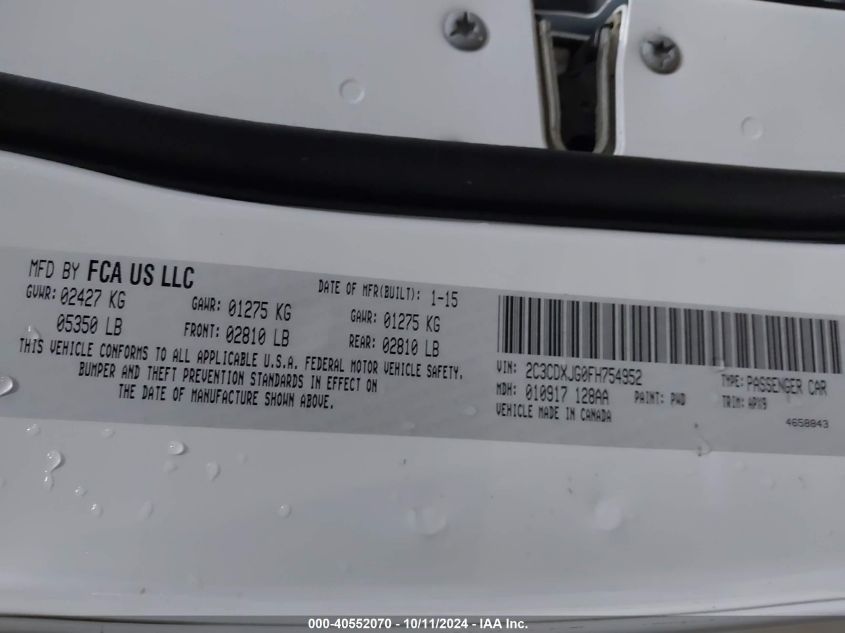 MFD BY FCA US LLC
DATE OF MFR(BUILT): 1-15
GVWR: 02427 KG
GAWR: 01275 KG
GAWR: 01275 KG
05350 LB
FRONT: 02810 LB
REAR: 02810 LB
THIS VEHICLE CONFORMS TO ALL APPLICABLE U.S.A. FEDERAL MOTOR VEHICLE SAFETY,
BUMPER AND THEFT PREVENTION STANDARDS IN EFFECT ON
THE DATE OF MANUFACTURE SHOWN ABOVE.
VIN: 2C3CDXJG0FH754952
TYPE: PASSENGER CAR
MDH: 010917 128AA
PAINT: PWD
TRIM: APX9
VEHICLE MADE IN CANADA
4658843
000-40552070 - 10/11/2024 - IAA Inc.